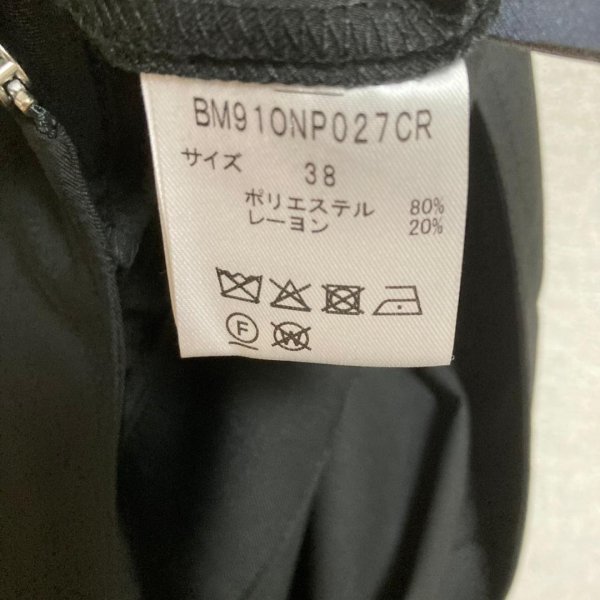 BM910NP027CR
サイズ 38
ポリエステル 80%
レーヨン 20%
F
W